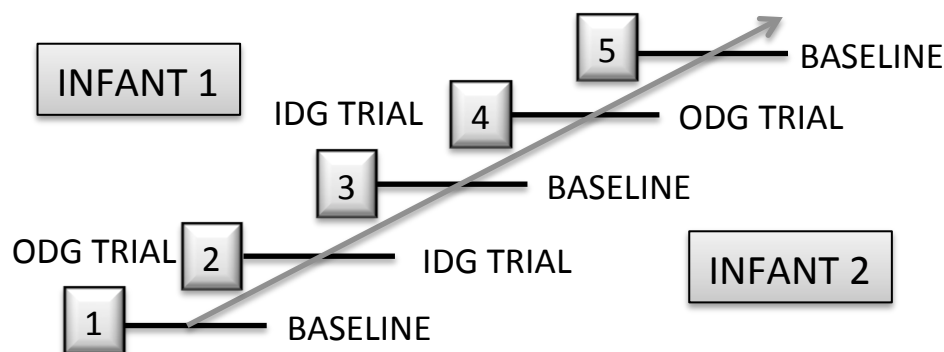 5 BASELINE
INFANT 1
IDG TRIAL 4 ODG TRIAL
3 BASELINE
ODG TRIAL 2 IDG TRIAL
INFANT 2
1 BASELINE